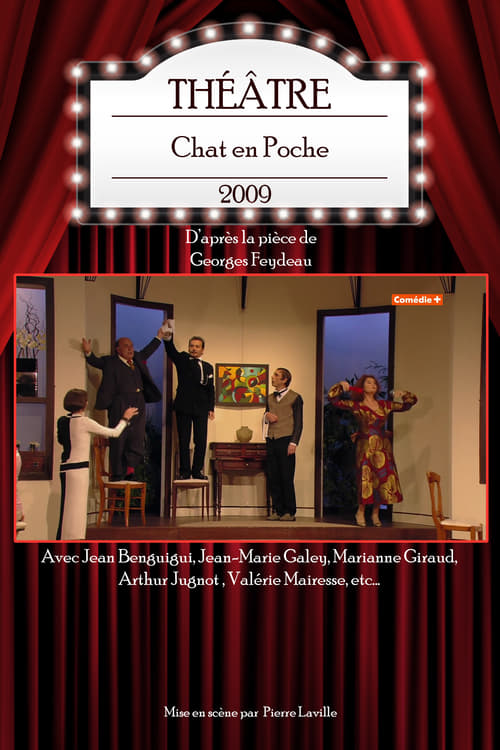 THÉÂTRE
Chat en Poche
2009
D'après la pièce de
Georges Feydeau
Comédie +
Avec Jean Benguigui, Jean-Marie Galey, Marianne Giraud,
Arthur Jugnot , Valérie Mairesse, etc...
Mise en scène par Pierre Laville